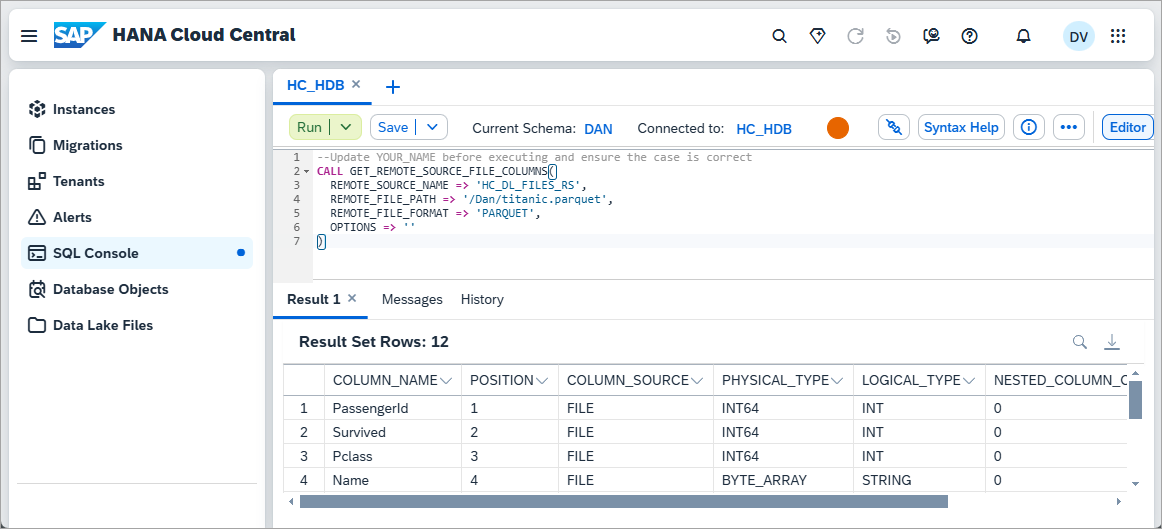 SAP HANA Cloud Central
DV
Instances
Migrations
Tenants
Alerts
SQL Console
Database Objects
Data Lake Files
HC_HDB
Run Save Current Schema: DAN Connected to: HC_HDB Syntax Help Editor
1 --Update YOUR_NAME before executing and ensure the case is correct
2 CALL GET_REMOTE_SOURCE_FILE_COLUMNS(
3 REMOTE_SOURCE_NAME => 'HC_DL_FILES_RS',
4 REMOTE_FILE_PATH => '/Dan/titanic.parquet',
5 REMOTE_FILE_FORMAT => 'PARQUET',
6 OPTIONS => ''
7 )
Result 1 Messages History
Result Set Rows: 12
COLUMN_NAME POSITION COLUMN_SOURCE PHYSICAL_TYPE LOGICAL_TYPE NESTED_COLUMN_C
1 PassengerId 1 FILE INT64 INT 0
2 Survived 2 FILE INT64 INT 0
3 Pclass 3 FILE INT64 INT 0
4 Name 4 FILE BYTE_ARRAY STRING 0